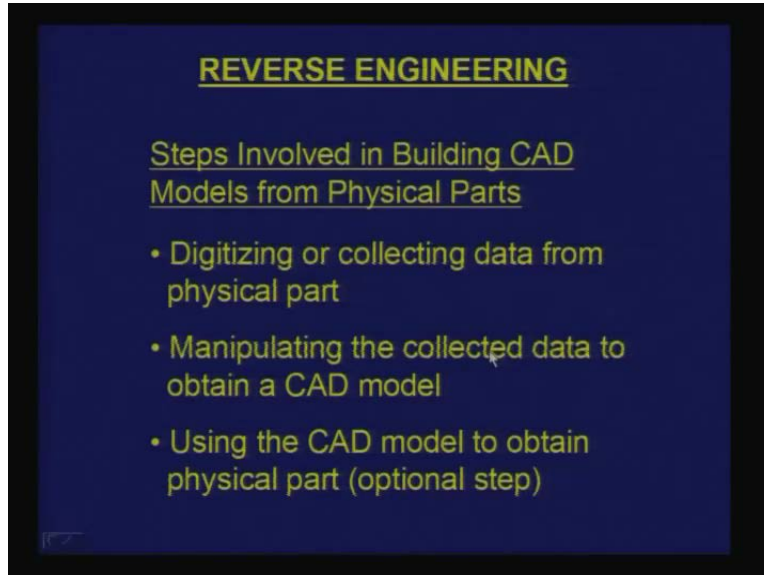 REVERSE ENGINEERING
Steps Involved in Building CAD
Models from Physical Parts
• Digitizing or collecting data from
physical part
• Manipulating the collected data to
obtain a CAD model
• Using the CAD model to obtain
physical part (optional step)